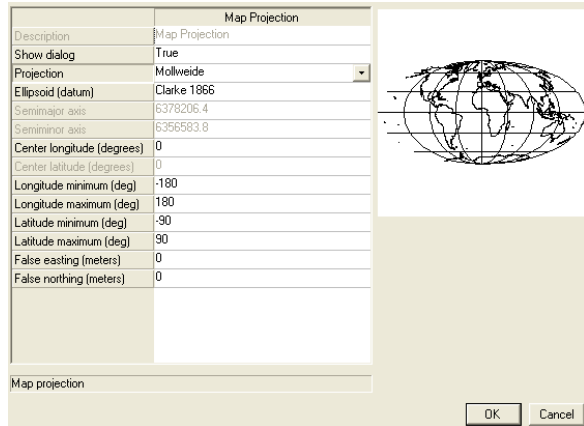 Map Projection
Description Map Projection
Show dialog True
Projection Mollweide
Ellipsoid (datum) Clarke 1866
Semimajor axis 6378206.4
Semiminor axis 6356583.8
Center longitude (degrees) 0
Center latitude (degrees) 0
Longitude minimum (deg) -180
Longitude maximum (deg) 180
Latitude minimum (deg) -90
Latitude maximum (deg) 90
False easting (meters) 0
False northing (meters) 0
Map projection
OK Cancel